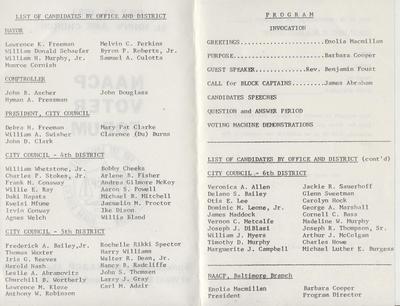 LIST OF CANDIDATES BY OFFICE AND DISTRICT
MAYOR
Lawrence K. Freeman Melvin C. Perkins
William Donald Schaefer Byron P. Roberts, Jr.
William H. Murphy, Jr. Samuel A. Culotta
Monroe Cornish
COMPTROLLER
John B. Ascher John Douglass
Hyman A. Pressman
PRESIDENT, CITY COUNCIL
Debra H. Freeman Mary Pat Clarke
William A. Swisher Clarence (Du) Burns
John D. Clark
CITY COUNCIL - 4th DISTRICT
William Whetstone, Jr. Bobby Cheeks
Charles P. Stokes, Jr. Arlene B. Fisher
Frank M. Conaway Andrea Gilmore McKoy
Willie E. Ray Aaron S. Powell
Duki Hapata Michael B. Mitchell
Kweisi Mfume Jacquelin M. Proctor
Irvin Conway Ike Dixon
Agnes Welch Willis Bland
CITY COUNCIL - 5th DISTRICT
Frederick A. Bailey, Jr. Rochelle Rikki Spector
Thomas Waxter Harry Williams
Iris G. Reeves Walter R. Dean, Jr.
Harold Nash Nancy B. Radcliffe
Leslie A. Abramovitz John S. Thomsen
Churchill B. Wortherly Larry J. Gray
Lawrence M. Klose Carl M. Adair
Anthony W. Robinson
PROGRAM
INVOCATION
GREETINGS Enolia Macmillan
PURPOSE Barbara Cooper
GUEST SPEAKER Rev. Benjamin Foust
CALL for BLOCK CAPTAINS James Abraham
CANDIDATES SPEECHES
QUESTION and ANSWER PERIOD
VOTING MACHINE DEMONSTRATIONS
LIST OF CANDIDATES BY OFFICE AND DISTRICT (cont'd)
CITY COUNCIL - 6th DISTRICT
Veronica A. Allen Jackie R. Sauerhoff
Delano S. Bailey Glenn Sweetman
Otis E. Lee Carolyn Hock
Dominic M. Leone, Jr. George A. Marshall
James Maddock Cornell C. Bass
Vernon C. Metcalfe Madeline W. Murphy
Joseph J. DiBlasi Joseph R. Thompson, Sr.
William J. Myers Arthur J. McColgan
Timothy D. Murphy Charles Howe
Marguerite J. Campbell Michael Luther E. Burgess
NAACP, Baltimore Branch
Enolia Macmillan Barbara Cooper
President Program Director